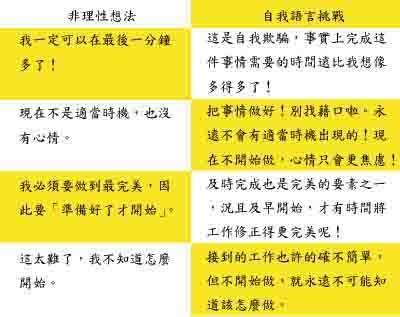 非理性想法
自我語言挑戰
我一定可以在最後一分鐘
多了！
這是自我欺騙，事實上完成這
件事情需要的時間遠比我想像
多得多了！
現在不是適當時機，也沒
有心情。
把事情做好！別找藉口啦。永
遠不會有適當時機出現的！現
在不開始做，心情只會更焦慮！
我必須要做到最完美，因
此要「準備好了才開始」。
及時完成也是完美的要素之一
，況且及早開始，才有時間將
工作修正得更完美呢！
這太難了，我不知道怎麼
開始。
接到的工作也許的確不簡單，
但不開始做，就永遠不可能知
道該怎麼做。